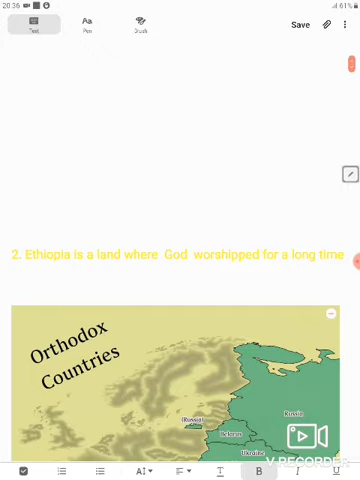 20:36
61%
Text
Pen
Brush
Save
2. Ethiopia is a land where God worshipped for a long time
Orthodox
Countries
(Russia)
Russia
Belarus
Ukraine
V RECORDER
B
I
U